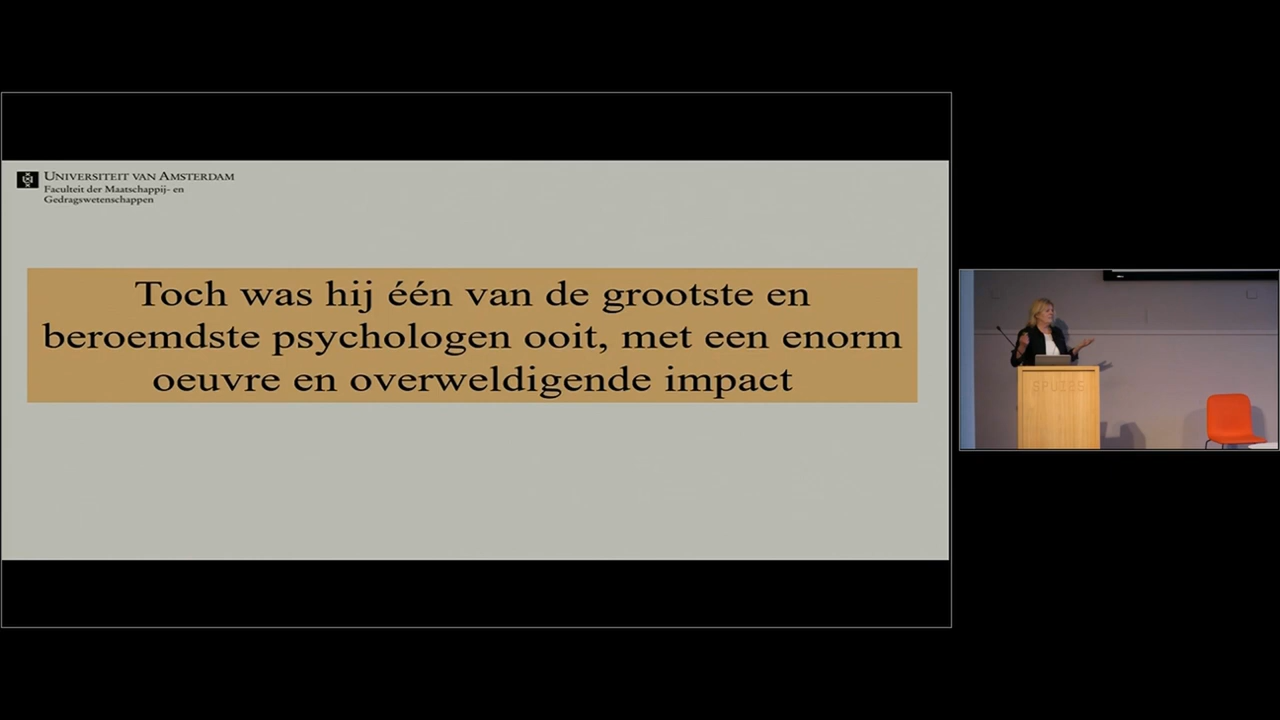 UNIVERSITEIT VAN AMSTERDAM
Faculteit der Maatschappij- en
Gedragswetenschappen
Toch was hij één van de grootste en
beroemdste psychologen ooit, met een enorm
oeuvre en overweldigende impact
SPUI25